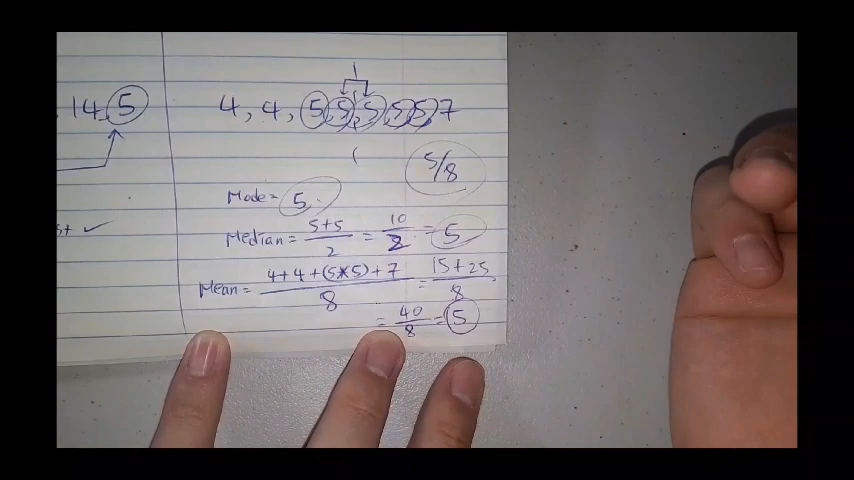 14, 5
4, 4, 5, 5, 5, 5, 5, 7
5/8
Mode = 5
st ✓
Median = 5+5/2 = 10/2 = 5
Mean = 4+4+(5*5)+7/8 = 15+25/8
= 40/8 = 5